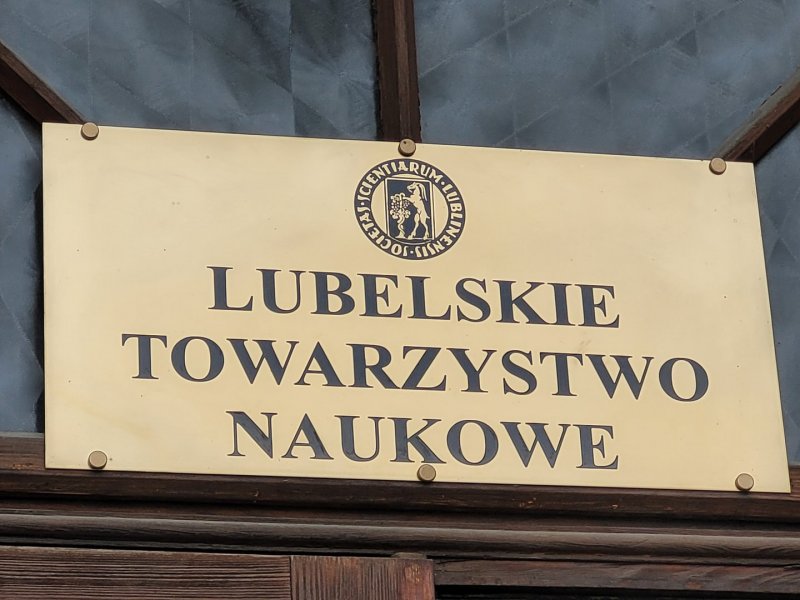 SOCIETAS · SCIENTIARUM · LUBLINENSIS ·
LUBELSKIE
TOWARZYSTWO
NAUKOWE